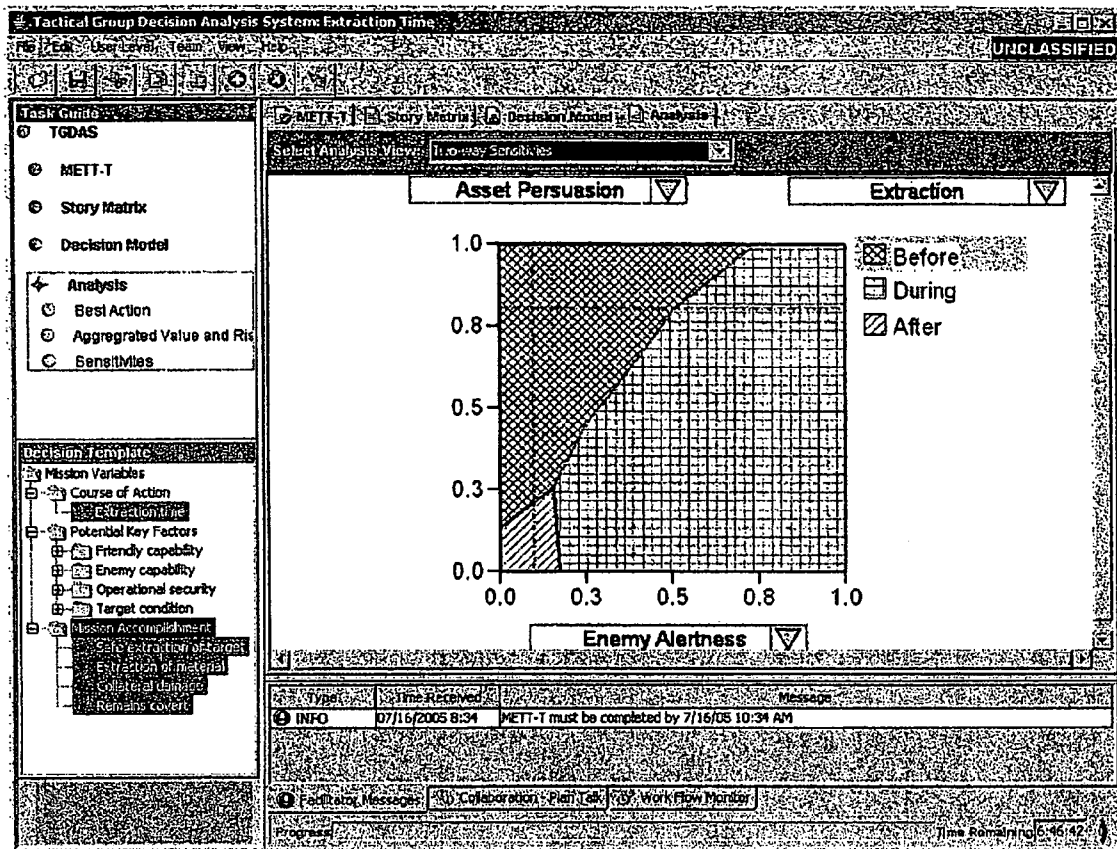 Tactical Group Decision Analysis System: Extraction Time
File Edit User Level Team View Help
UNCLASSIFIED
Task Guide
TGDAS
METT-T
Story Matrix
Decision Model
Analysis
Best Action
Aggregrated Value and Ris
Decision Template
Mission Variables
Course of Action
Extraction time
Potential Key Factors
Friendly capability
Enemy capability
Operational security
Target condition
Mission Accomplishment
Safe extraction of target
Extraction of material
Collateral damage
Remains covert
METT-T Story Matrix Decision Model Analysis
Select Analysis View: Two-way Sensitivies
Asset Persuasion Extraction
1.0
0.8
0.5
0.3
0.0
0.0 0.3 0.5 0.8 1.0
Enemy Alertness
Before
During
After
Type Time Received Message
INFO 07/16/2005 8:34 METT-T must be completed by 7/16/05 10:34 AM
Facilitator Messages Collaboration - Plan Talk Work Flow Monitor
Progress Time Remaining 6:46:42